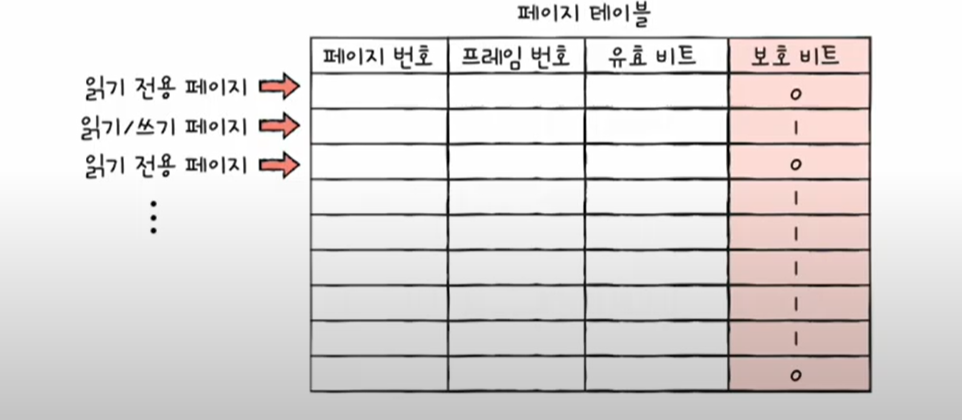 페이지 테이블
페이지 번호 프레임 번호 유효 비트 보호 비트
읽기 전용 페이지 0
읽기/쓰기 페이지 1
읽기 전용 페이지 0
1
1
1
1
1
0